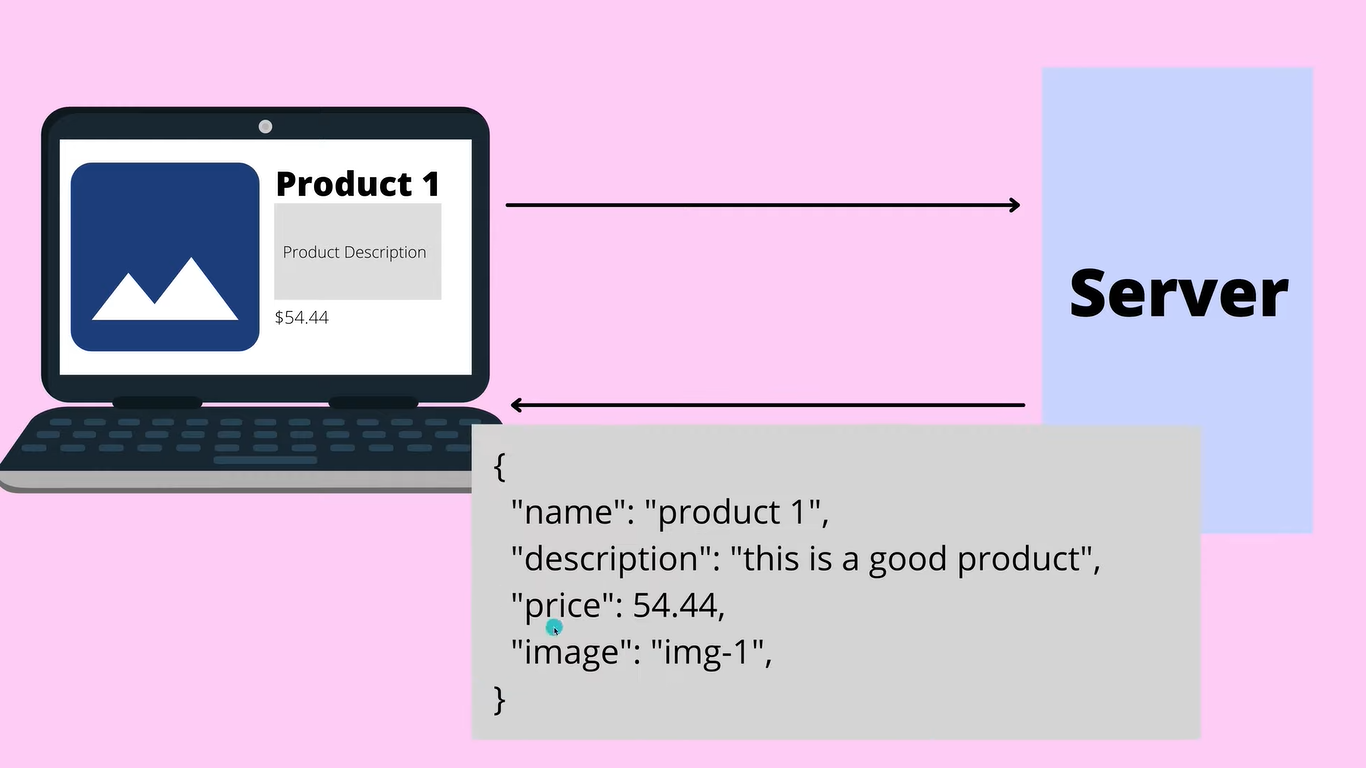 Product 1
Product Description
$54.44
Server
{
"name": "product 1",
"description": "this is a good product",
"price": 54.44,
"image": "img-1",
}